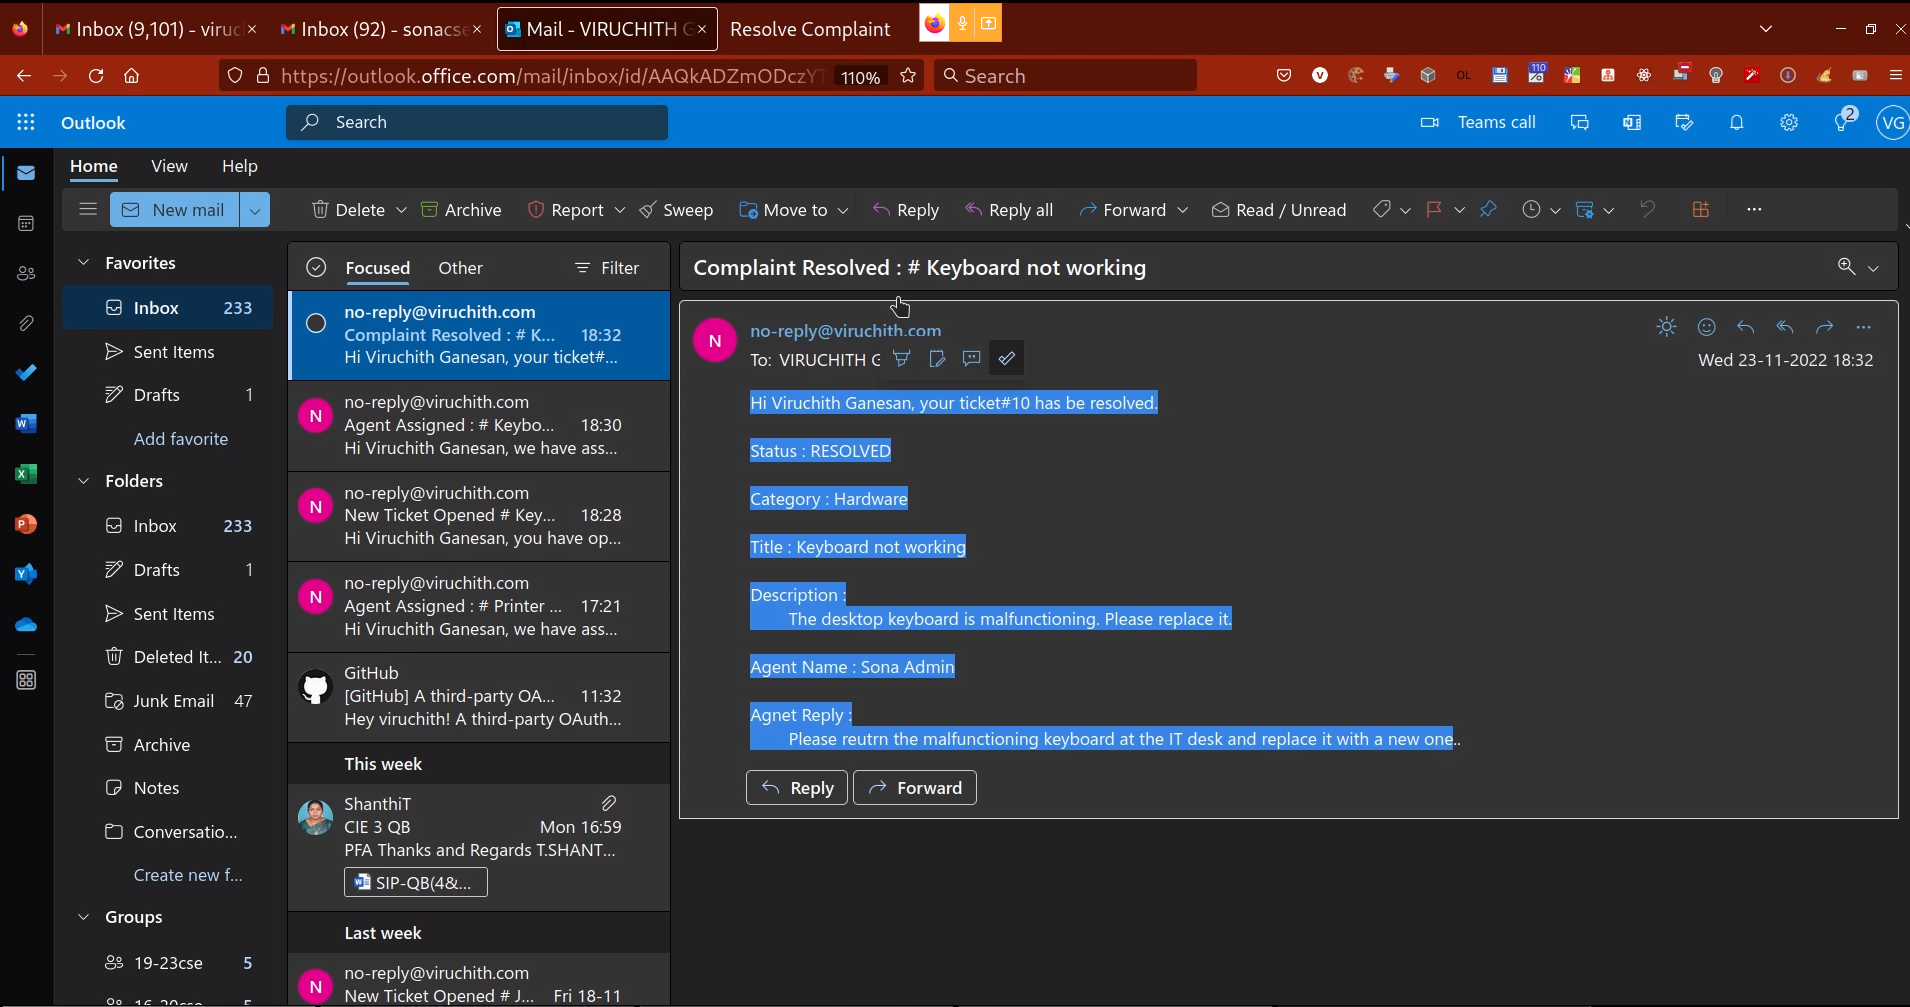 Inbox (9,101) - viruc
Inbox (92) - sonacse
Mail - VIRUCHITH G
Resolve Complaint
https://outlook.office.com/mail/inbox/id/AAQkADZmODczYT
110%
Search
OL
110
Outlook
Search
Teams call
2
VG
Home View Help
New mail
Delete
Archive
Report
Sweep
Move to
Reply
Reply all
Forward
Read / Unread
Favorites
Inbox 233
Sent Items
Drafts 1
Add favorite
Folders
Inbox 233
Drafts 1
Sent Items
Deleted It... 20
Junk Email 47
Archive
Notes
Conversatio...
Create new f...
Groups
19-23cse 5
Focused Other Filter
no-reply@viruchith.com
Complaint Resolved : # K... 18:32
Hi Viruchith Ganesan, your ticket#...
N
no-reply@viruchith.com
Agent Assigned : # Keybo... 18:30
Hi Viruchith Ganesan, we have ass...
N
no-reply@viruchith.com
New Ticket Opened # Key... 18:28
Hi Viruchith Ganesan, you have op...
N
no-reply@viruchith.com
Agent Assigned : # Printer ... 17:21
Hi Viruchith Ganesan, we have ass...
GitHub
[GitHub] A third-party OA... 11:32
Hey viruchith! A third-party OAuth...
This week
ShanthiT
CIE 3 QB Mon 16:59
PFA Thanks and Regards T.SHANT...
SIP-QB(4&...
Last week
N
no-reply@viruchith.com
New Ticket Opened # J... Fri 18-11
Complaint Resolved : # Keyboard not working
N
no-reply@viruchith.com
To: VIRUCHITH G
Wed 23-11-2022 18:32
Hi Viruchith Ganesan, your ticket#10 has be resolved.
Status : RESOLVED
Category : Hardware
Title : Keyboard not working
Description :
The desktop keyboard is malfunctioning. Please replace it.
Agent Name : Sona Admin
Agnet Reply :
Please reutrn the malfunctioning keyboard at the IT desk and replace it with a new one..
Reply
Forward